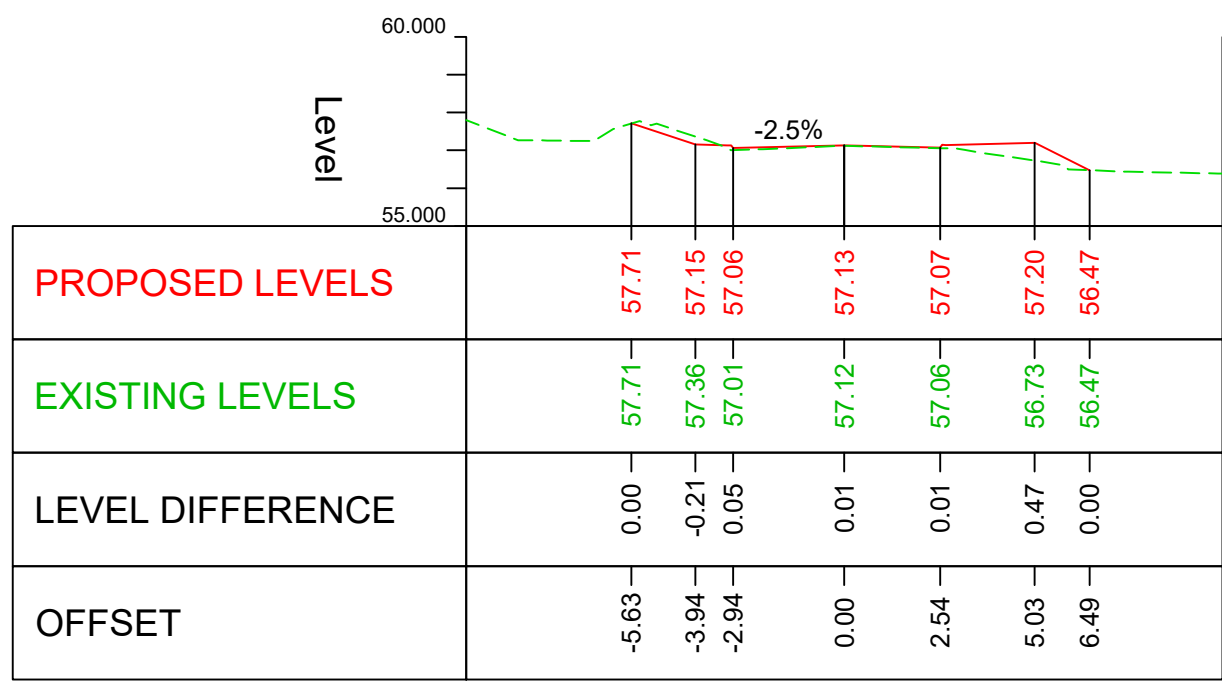 60.000
Level
-2.5%
55.000
PROPOSED LEVELS 57.71 57.15 57.06 57.13 57.07 57.20 56.47
EXISTING LEVELS 57.71 57.36 57.01 57.12 57.06 56.73 56.47
LEVEL DIFFERENCE 0.00 -0.21 0.05 0.01 0.01 0.47 0.00
OFFSET -5.63 -3.94 -2.94 0.00 2.54 5.03 6.49